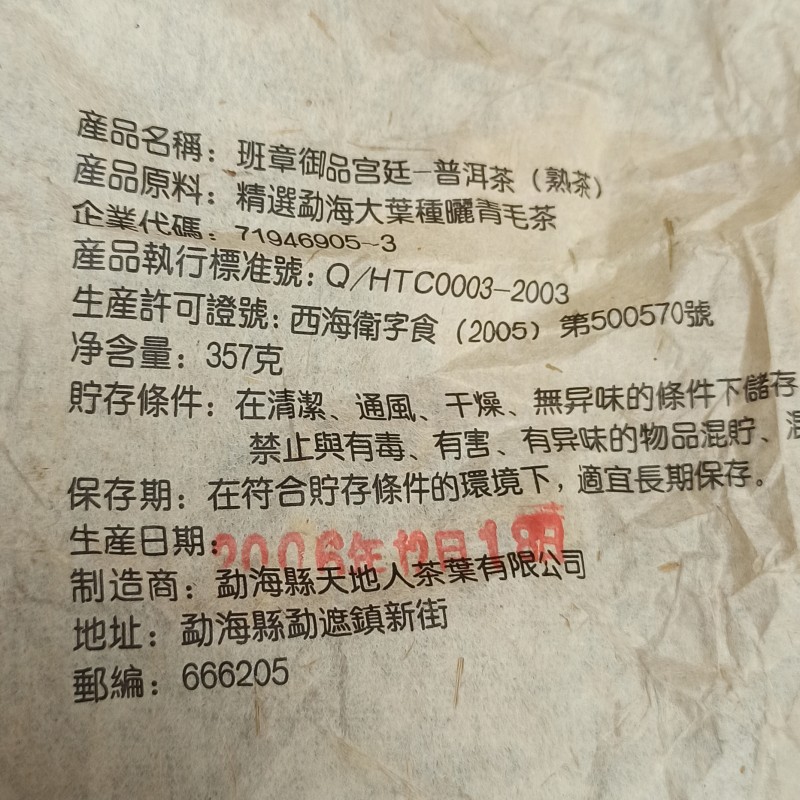 產品名稱：班章御品宫廷—普洱茶（熟茶）
產品原料：精選勐海大葉種曬青毛茶
企業代碼：71946905-3
產品執行標准號：Q/HTC0003-2003
生産許可證號：西海衛字食（2005）第500570號
净含量：357克
貯存條件：在清潔、通風、干燥、無异味的條件下儲存
禁止與有毒、有害、有异味的物品混貯、混
保存期：在符合貯存條件的環境下，適宜長期保存。
生産日期：2006年12月18日
制造商：勐海縣天地人茶葉有限公司
地址：勐海縣勐遮鎮新街
郵編：666205